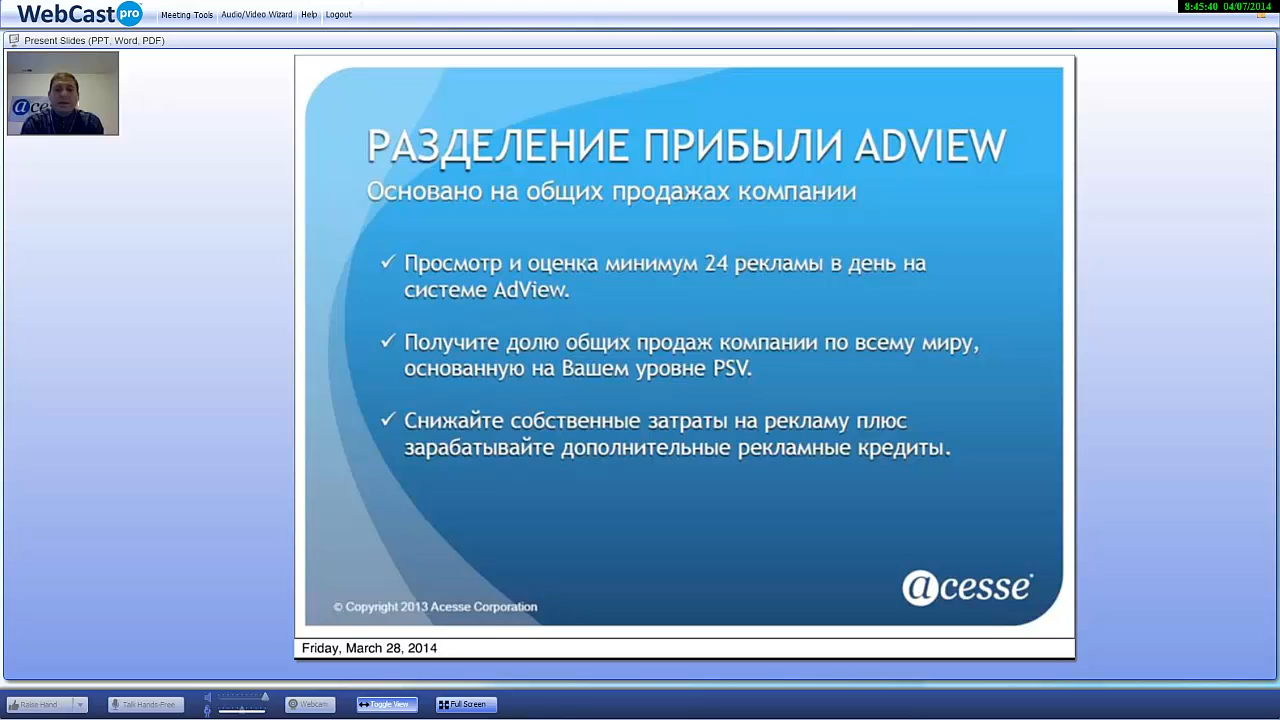 WebCast pro
Meeting Tools Audio/Video Wizard Help Logout
8:45:40 04/07/2014
Present Slides (PPT, Word, PDF)
@ce
РАЗДЕЛЕНИЕ ПРИБЫЛИ ADVIEW
Основано на общих продажах компании
✓ Просмотр и оценка минимум 24 рекламы в день на
системе AdView.
✓ Получите долю общих продаж компании по всему миру,
основанную на Вашем уровне PSV.
✓ Снижайте собственные затраты на рекламу плюс
зарабатывайте дополнительные рекламные кредиты.
acesse
© Copyright 2013 Acesse Corporation
Friday, March 28, 2014
Raise Hand Talk Hands-Free Webcam Toggle View Full Screen